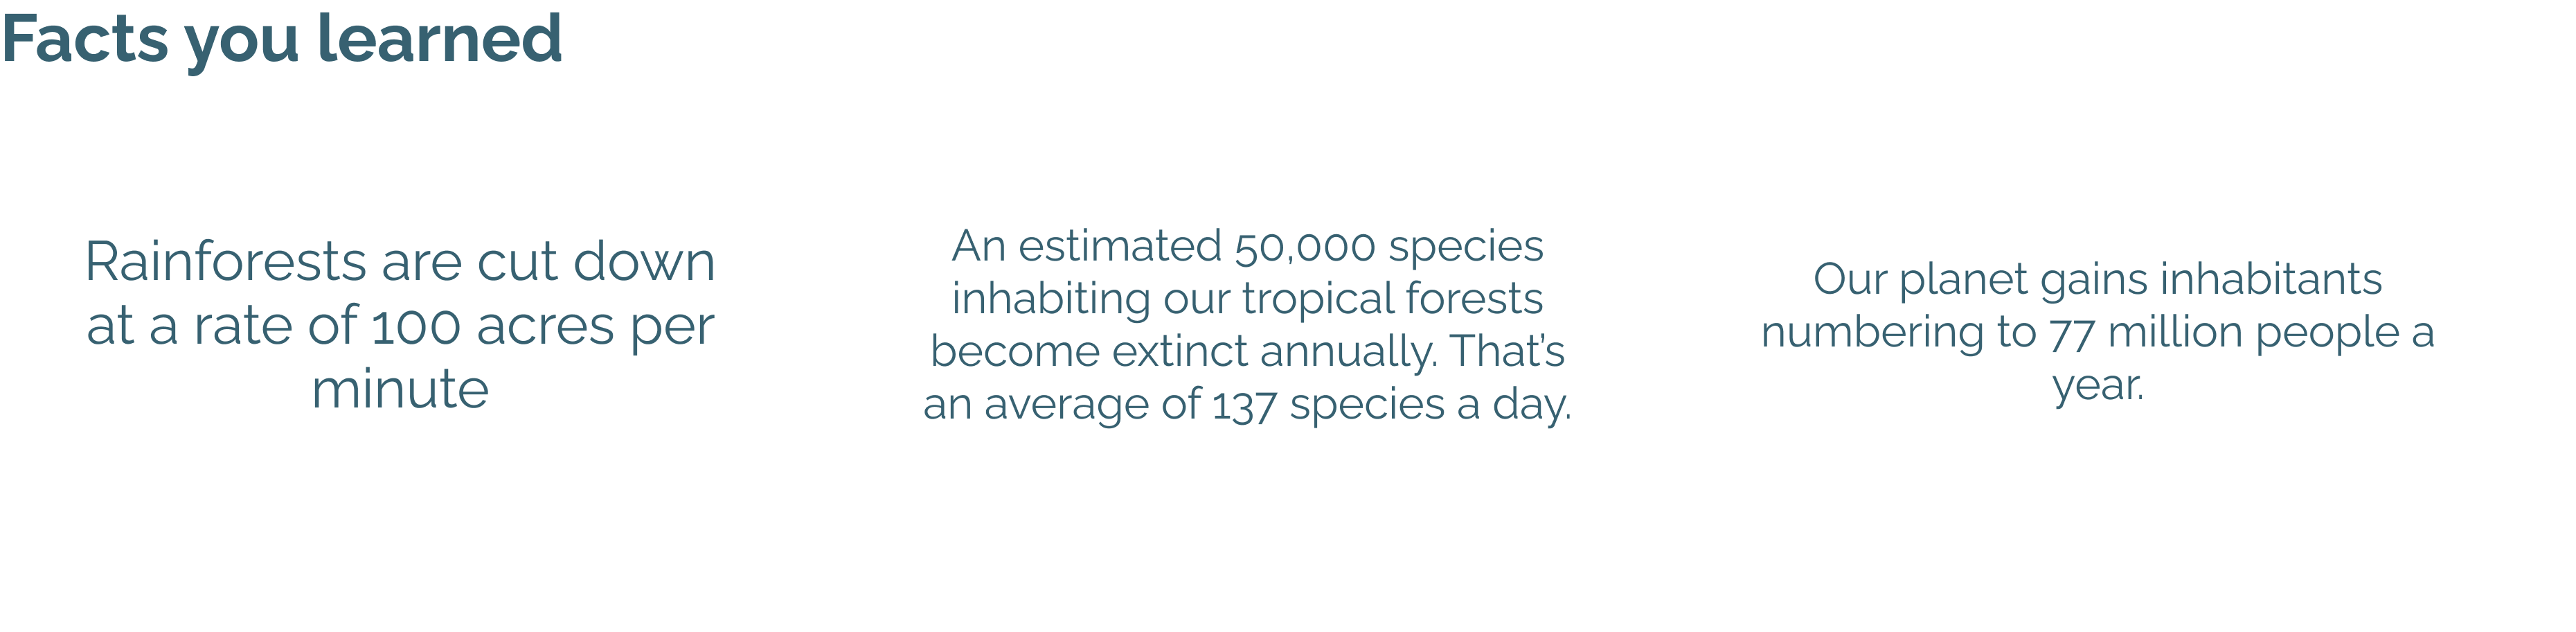 Facts you learned
Rainforests are cut down
at a rate of 100 acres per
minute
An estimated 50,000 species
inhabiting our tropical forests
become extinct annually. That’s
an average of 137 species a day.
Our planet gains inhabitants
numbering to 77 million people a
year.